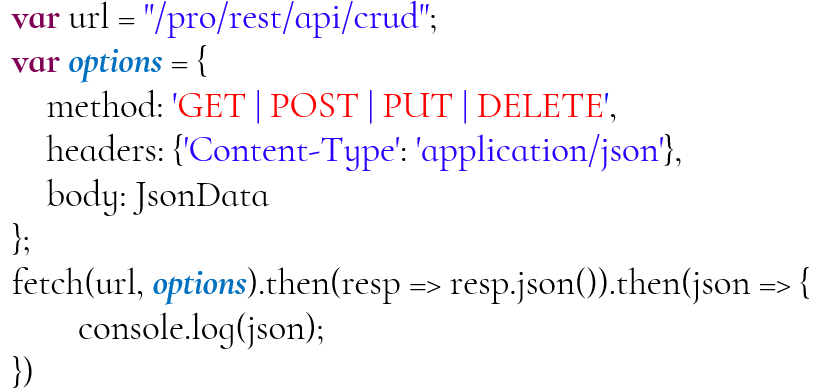 var url = "/pro/rest/api/crud";
var options = {
method: 'GET | POST | PUT | DELETE',
headers: {'Content-Type': 'application/json'},
body: JsonData
};
fetch(url, options).then(resp => resp.json()).then(json => {
console.log(json);
})